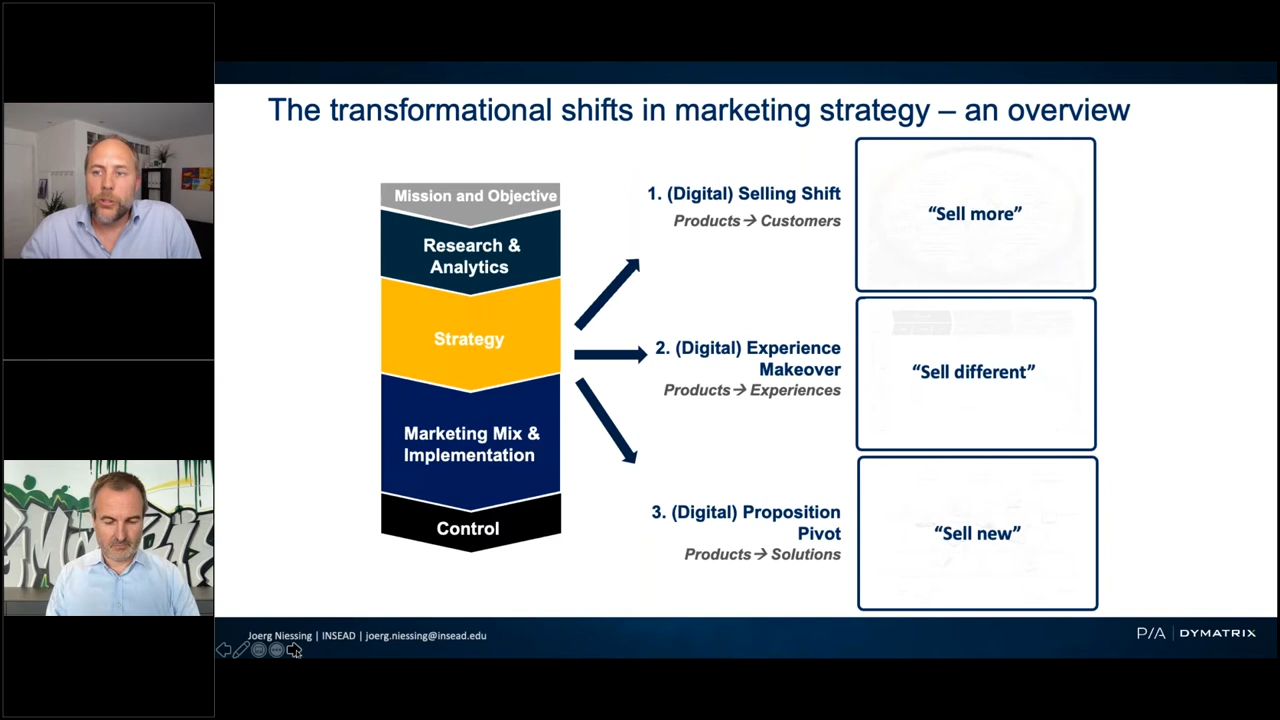 The transformational shifts in marketing strategy – an overview
Mission and Objective
Research &
Analytics
Strategy
Marketing Mix &
Implementation
Control
1. (Digital) Selling Shift
Products→ Customers
“Sell more”
2. (Digital) Experience
Makeover
Products→ Experiences
“Sell different”
3. (Digital) Proposition
Pivot
Products→ Solutions
“Sell new”
Joerg Niessing | INSEAD | joerg.niessing@insead.edu
P/A | DYMATRIX